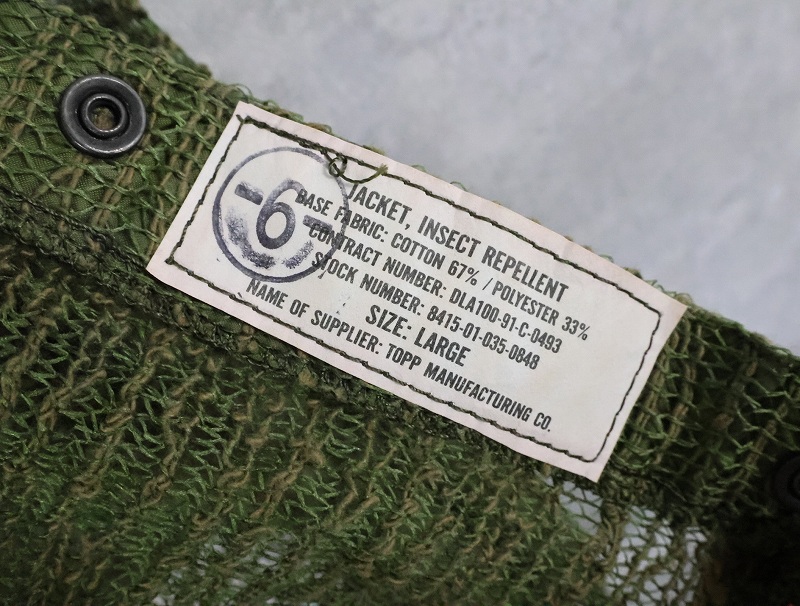 -6-
JACKET, INSECT REPELLENT
BASE FABRIC: COTTON 67% / POLYESTER 33%
CONTRACT NUMBER: DLA100-91-C-0493
STOCK NUMBER: 8415-01-035-0848
SIZE: LARGE
NAME OF SUPPLIER: TOPP MANUFACTURING CO.